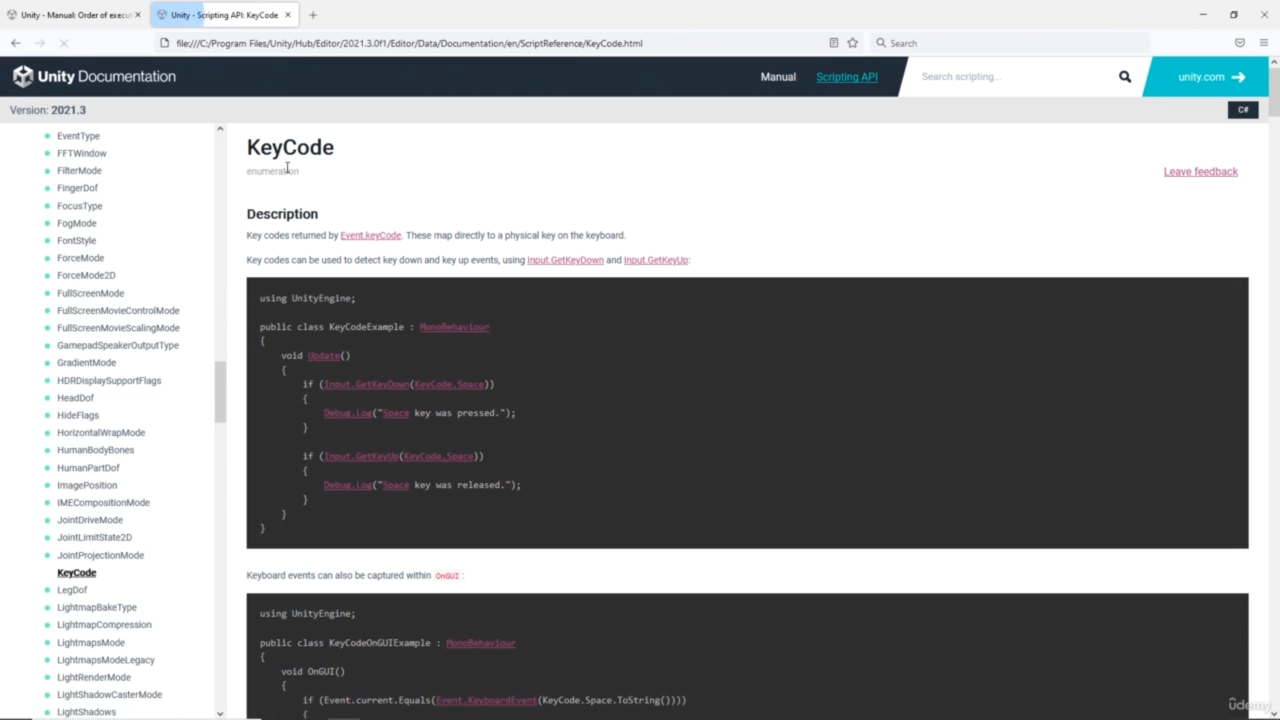 Unity - Manual: Order of execut
Unity - Scripting API: KeyCode
file:///C:/Program Files/Unity/Hub/Editor/2021.3.0f1/Editor/Data/Documentation/en/ScriptReference/KeyCode.html
Search
Unity Documentation
Manual
Scripting API
Search scripting...
unity.com
Version: 2021.3
C#
EventType
FFTWindow
FilterMode
FingerDof
FocusType
FogMode
FontStyle
ForceMode
ForceMode2D
FullScreenMode
FullScreenMovieControlMode
FullScreenMovieScalingMode
GamepadSpeakerOutputType
GradientMode
HDRDisplaySupportFlags
HeadDof
HideFlags
HorizontalWrapMode
HumanBodyBones
HumanPartDof
ImagePosition
IMECompositionMode
JointDriveMode
JointLimitState2D
JointProjectionMode
KeyCode
LegDof
LightmapBakeType
LightmapCompression
LightmapsMode
LightmapsModeLegacy
LightRenderMode
LightShadowCasterMode
LightShadows
KeyCode
enumeration
Leave feedback
Description
Key codes returned by Event.keyCode. These map directly to a physical key on the keyboard.
Key codes can be used to detect key down and key up events, using Input.GetKeyDown and Input.GetKeyUp:
using UnityEngine;
public class KeyCodeExample : MonoBehaviour
{
void Update()
{
if (Input.GetKeyDown(KeyCode.Space))
{
Debug.Log("Space key was pressed.");
}
if (Input.GetKeyUp(KeyCode.Space))
{
Debug.Log("Space key was released.");
}
}
}
Keyboard events can also be captured within OnGUI :
using UnityEngine;
public class KeyCodeOnGUIExample : MonoBehaviour
{
void OnGUI()
{
if (Event.current.Equals(Event.KeyboardEvent(KeyCode.Space.ToString())))
{
udemy